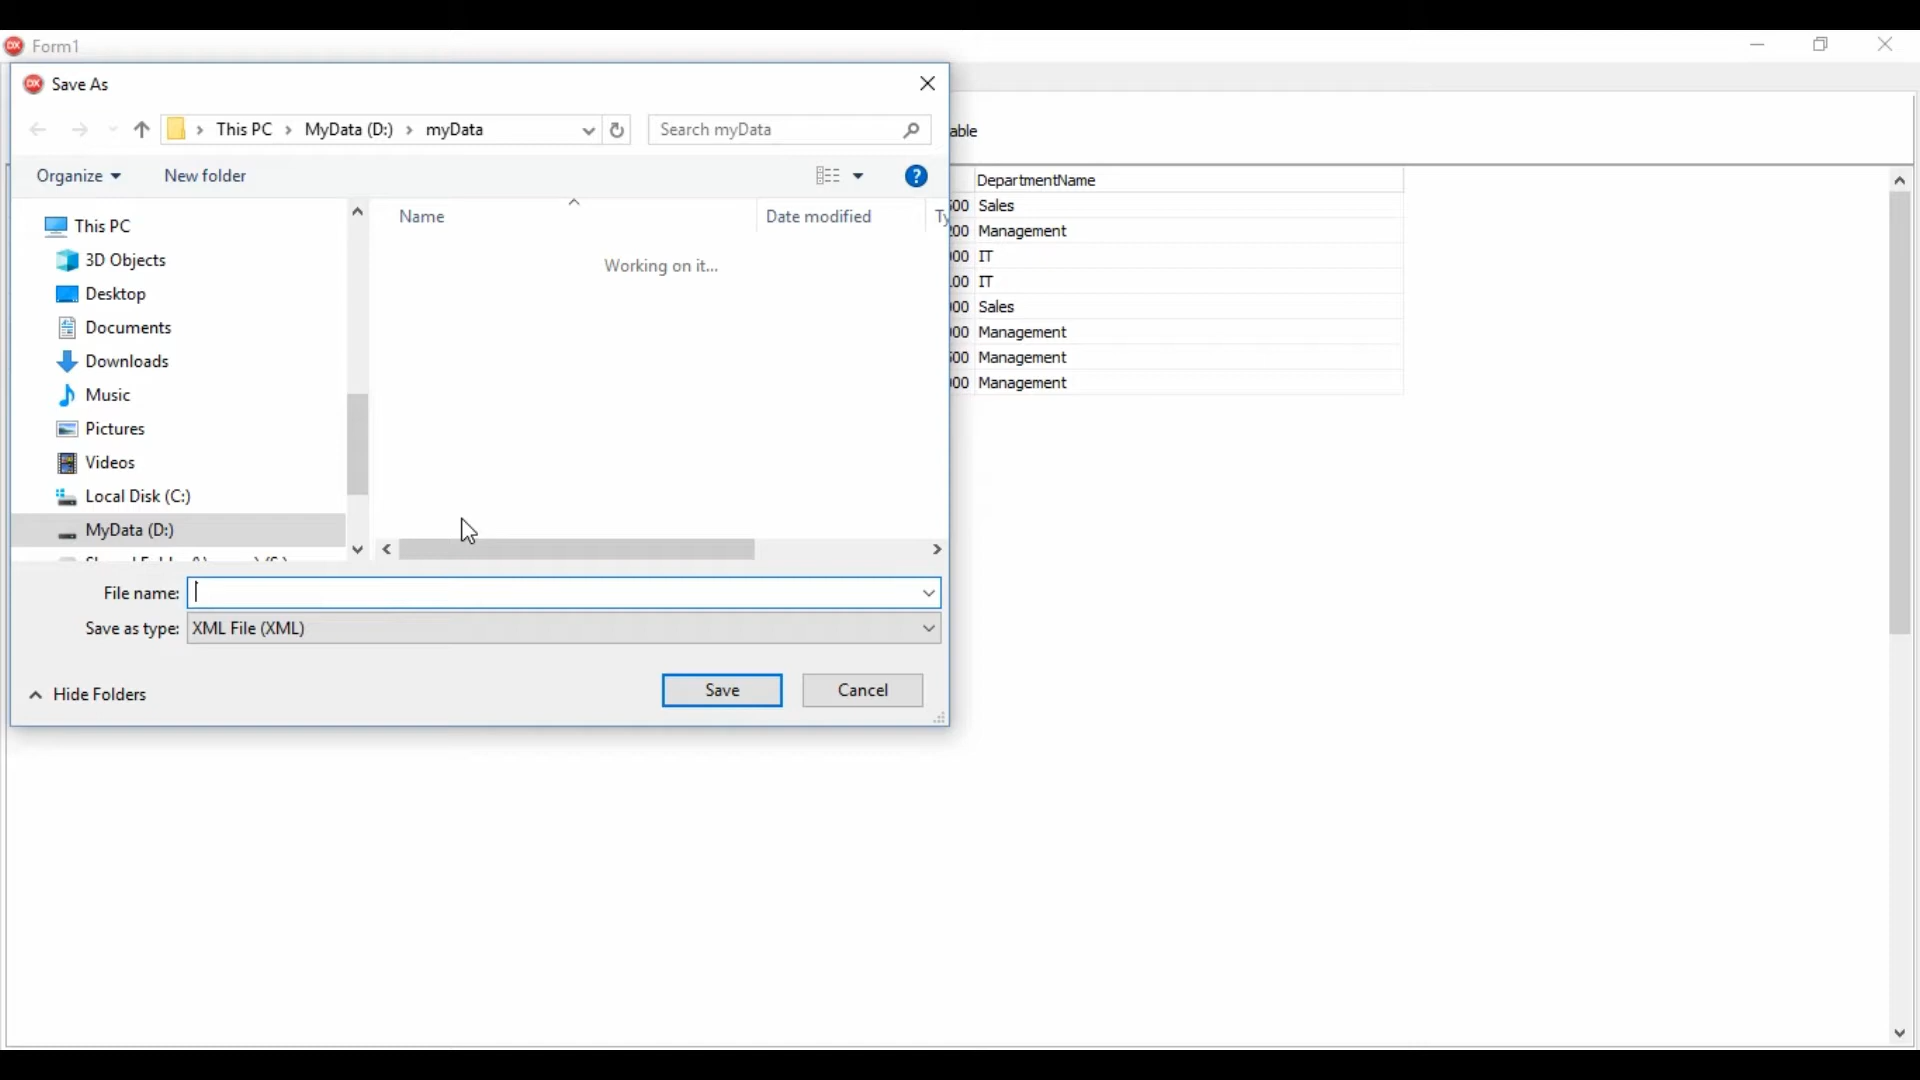 Form1
Save As
This PC > MyData (D:) > myData
Search myData
able
Organize
New folder
DepartmentName
Name
Date modified
Sales
Management
IT
IT
Sales
Management
Management
Management
Working on it...
This PC
3D Objects
Desktop
Documents
Downloads
Music
Pictures
Videos
Local Disk (C:)
MyData (D:)
File name:
Save as type: XML File (XML)
Hide Folders
Save
Cancel